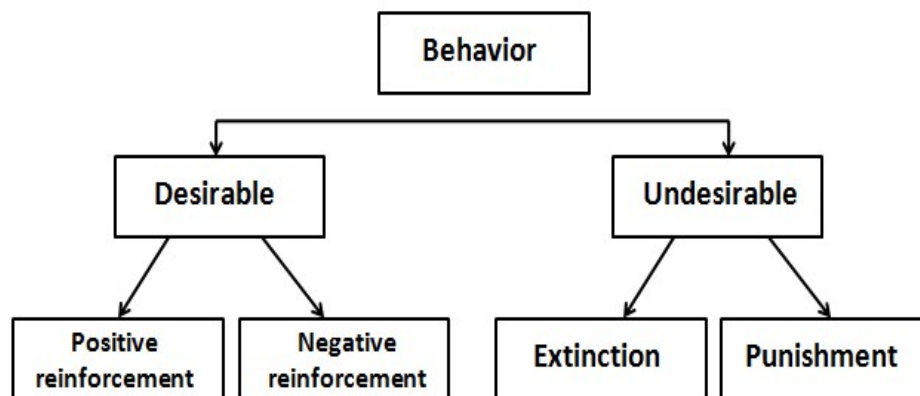 Behavior
Desirable
Undesirable
Positive
reinforcement
Negative
reinforcement
Extinction
Punishment